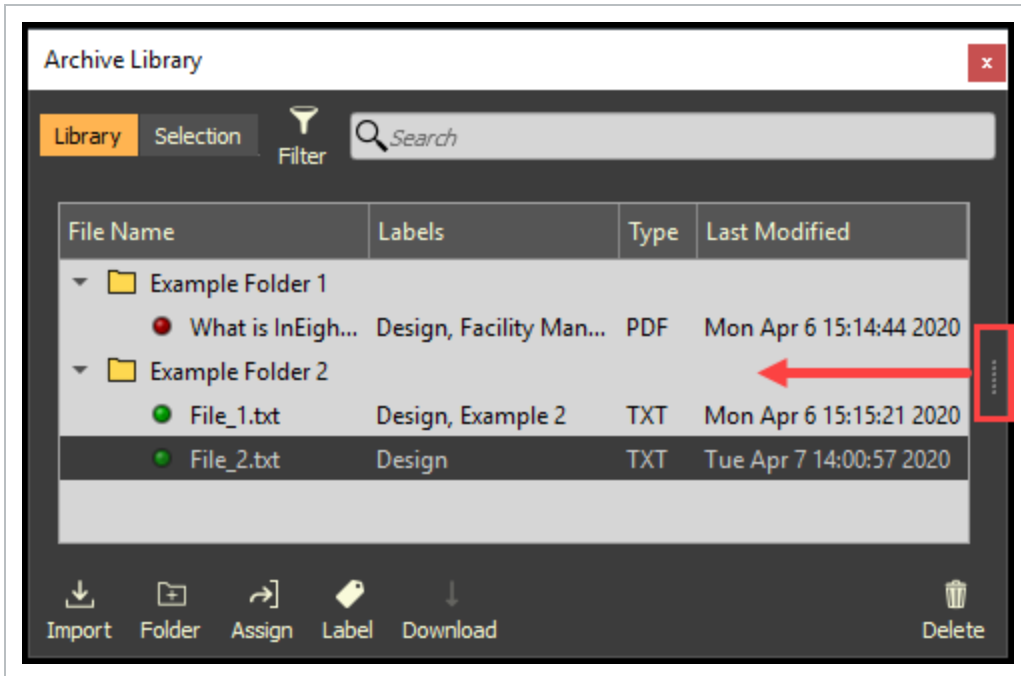 Archive Library
x
Library Selection Filter Search
File Name Labels Type Last Modified
Example Folder 1
What is InEigh... Design, Facility Man... PDF Mon Apr 6 15:14:44 2020
Example Folder 2
File_1.txt Design, Example 2 TXT Mon Apr 6 15:15:21 2020
File_2.txt Design TXT Tue Apr 7 14:00:57 2020
Import Folder Assign Label Download Delete